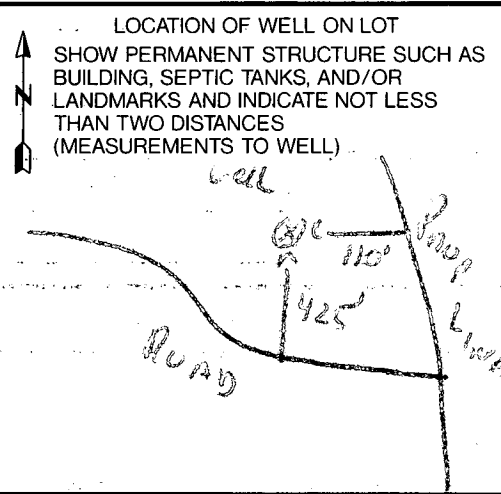 LOCATION OF WELL ON LOT
SHOW PERMANENT STRUCTURE SUCH AS
BUILDING, SEPTIC TANKS, AND/OR
N
LANDMARKS AND INDICATE NOT LESS
THAN TWO DISTANCES
(MEASUREMENTS TO WELL)
110'
PROP
425'
ROAD